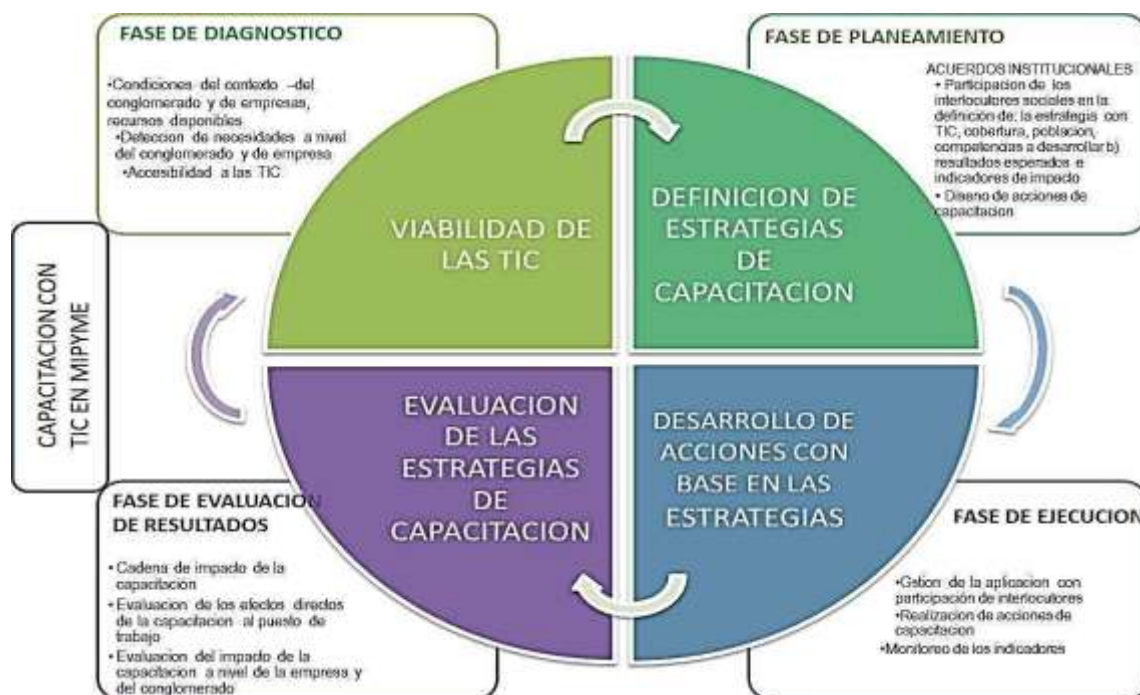 FASE DE DIAGNOSTICO
•Condiciones del contexto –del
conglomerado y de empresas,
recursos disponibles
•Deteccion de necesidades a nivel
del conglomerado y de empresa
•Accesibilidad a las TIC
FASE DE PLANEAMIENTO
ACUERDOS INSTITUCIONALES
• Participacion de los
interlocutores sociales en la
definicion de: la estrategia con
TIC, cobertura, poblacion,
competencias a desarrollar b)
resultados esperados e
indicadores de impacto
• Diseno de acciones de
capacitacion
VIABILIDAD DE
LAS TIC
DEFINICION DE
ESTRATEGIAS
DE
CAPACITACION
CAPACITACION CON
TIC EN MIPYME
EVALUACION
DE LAS
ESTRATEGIAS
DE
CAPACITACION
DESARROLLO DE
ACCIONES CON
BASE EN LAS
ESTRATEGIAS
FASE DE EVALUACION
DE RESULTADOS
• Cadena de impacto de la
capacitacion
• Evaluacion de los efectos directos
de la capacitacion al puesto de
trabajo
• Evaluacion del impacto de la
capacitacion a nivel de la empresa y
del conglomerado
FASE DE EJECUCION
•Gstion de la aplicacion con
participación de interlocutores
•Realizacion de acciones de
capacitacion
•Monitoreo de los indicadores